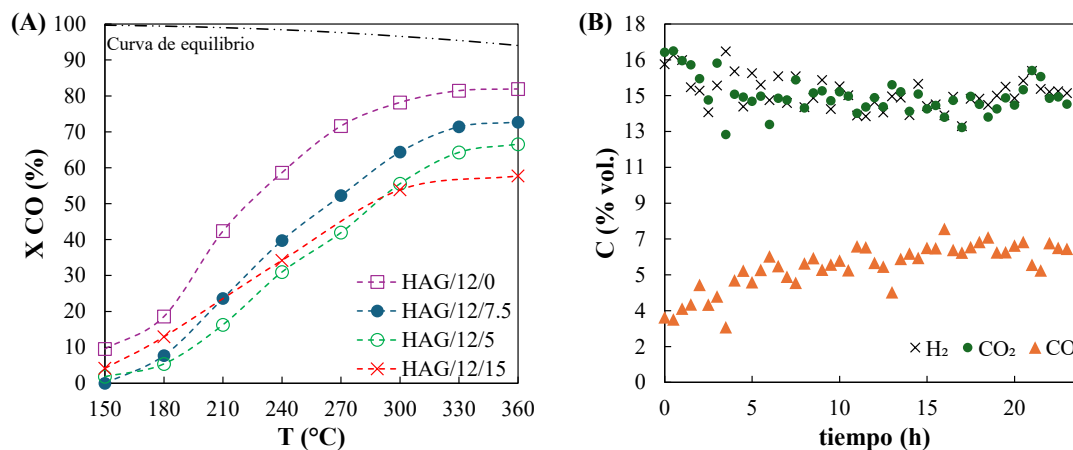 (A)
X CO (%)
100
90
80
70
60
50
40
30
20
10
0
Curva de equilibrio
HAG/12/0
HAG/12/7.5
HAG/12/5
HAG/12/15
150 180 210 240 270 300 330 360
T (°C)
(B)
C (% vol.)
18
16
15
13
11
9
7
5
4
2
0
H₂ CO₂ CO
0 5 10 15 20
tiempo (h)